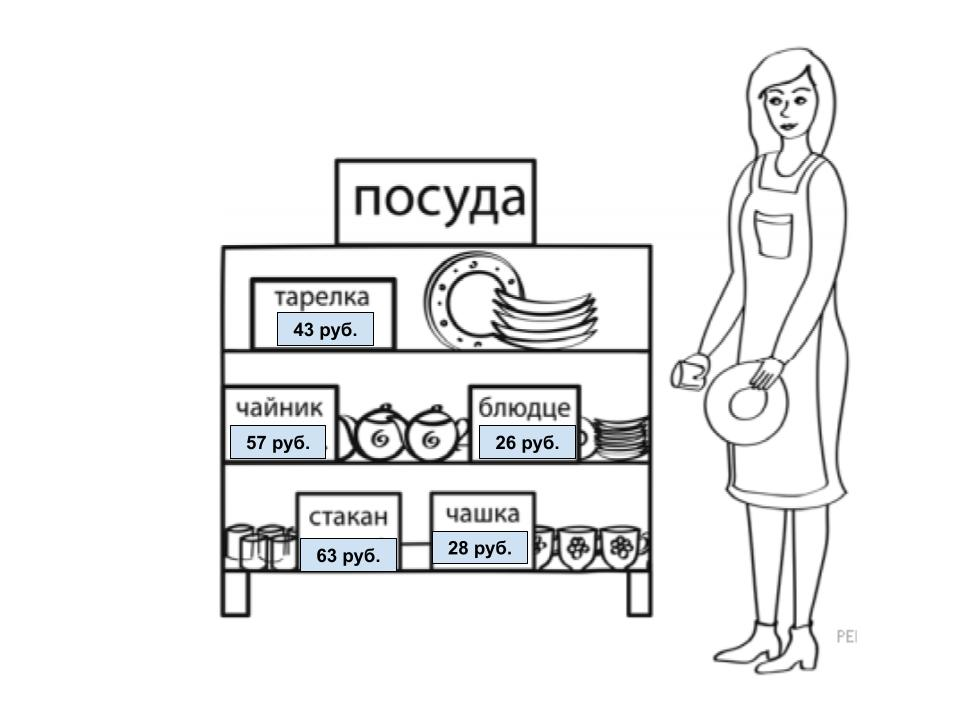 посуда
тарелка
43 руб.
чайник
57 руб.
блюдце
26 руб.
стакан
63 руб.
чашка
28 руб.